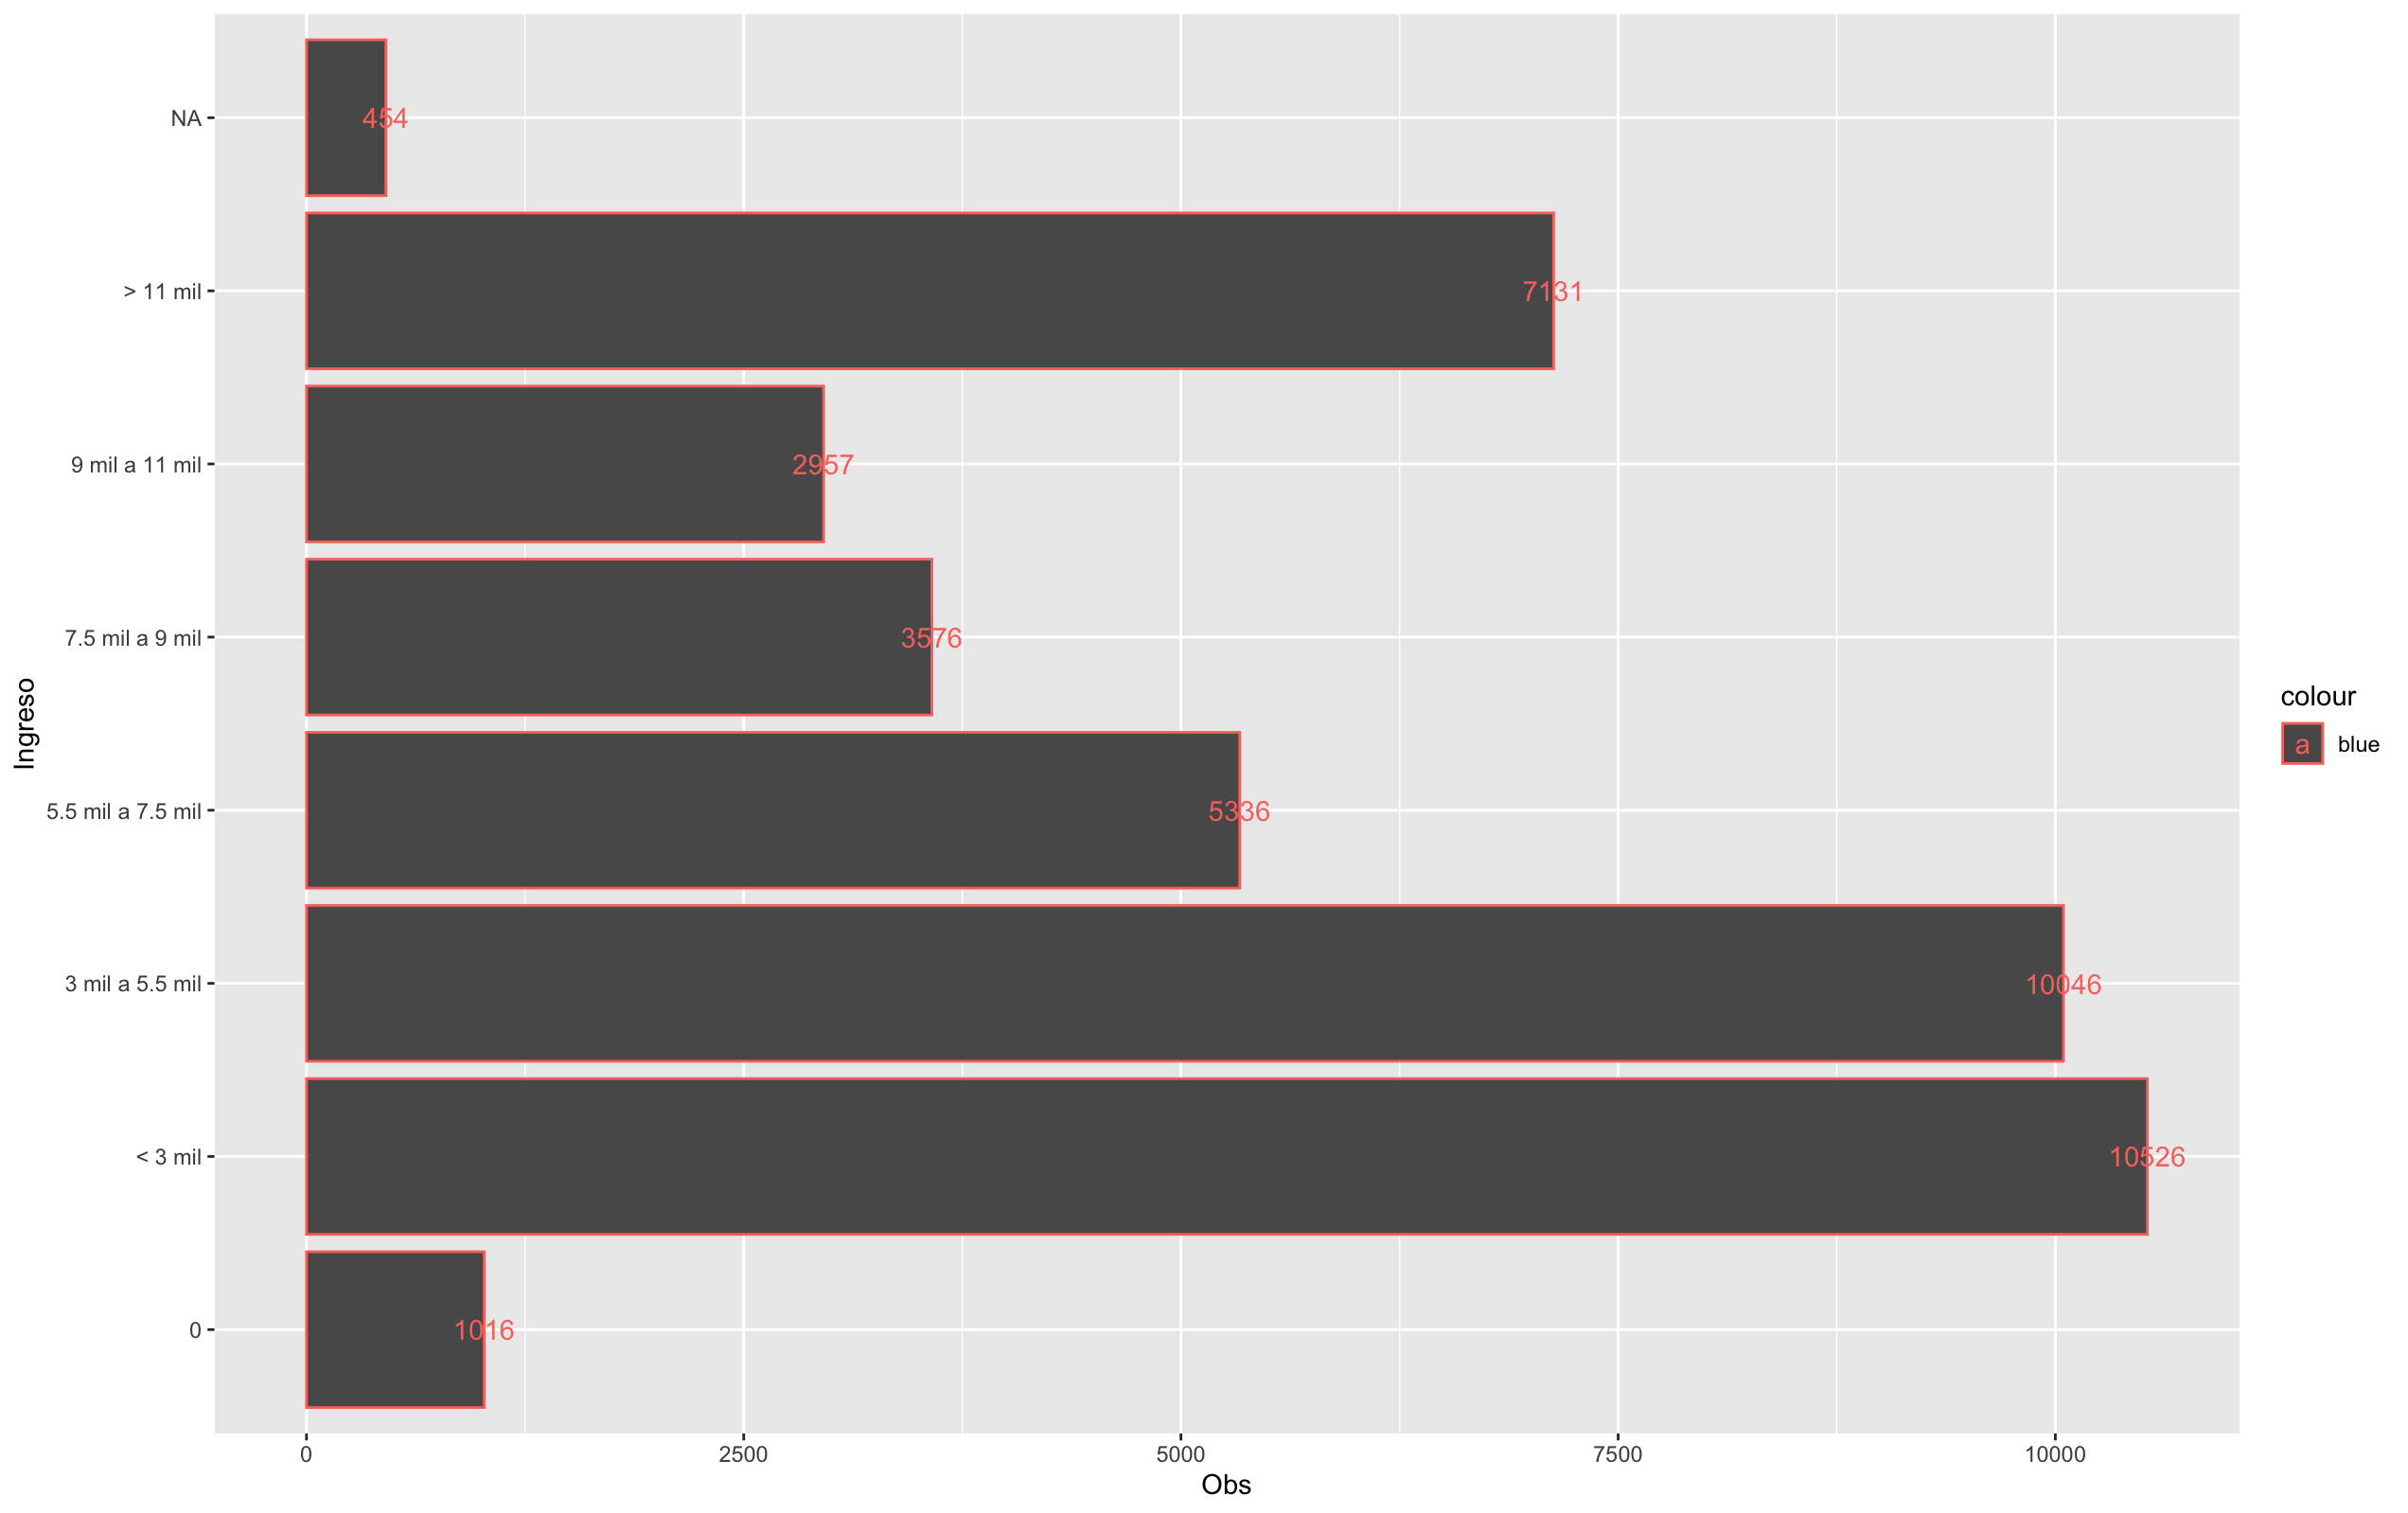 NA
454
> 11 mil
7131
9 mil a 11 mil
2957
7.5 mil a 9 mil
3576
5.5 mil a 7.5 mil
5336
3 mil a 5.5 mil
10046
< 3 mil
10526
0
1016
Ingreso
0 2500 5000 7500 10000
Obs
colour
a blue